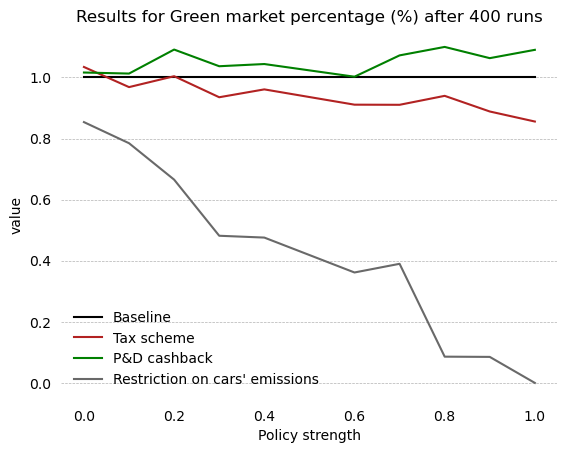 Results for Green market percentage (%) after 400 runs
value
1.0
0.8
0.6
0.4
0.2
0.0
Baseline
Tax scheme
P&D cashback
Restriction on cars' emissions
0.0 0.2 0.4 0.6 0.8 1.0
Policy strength